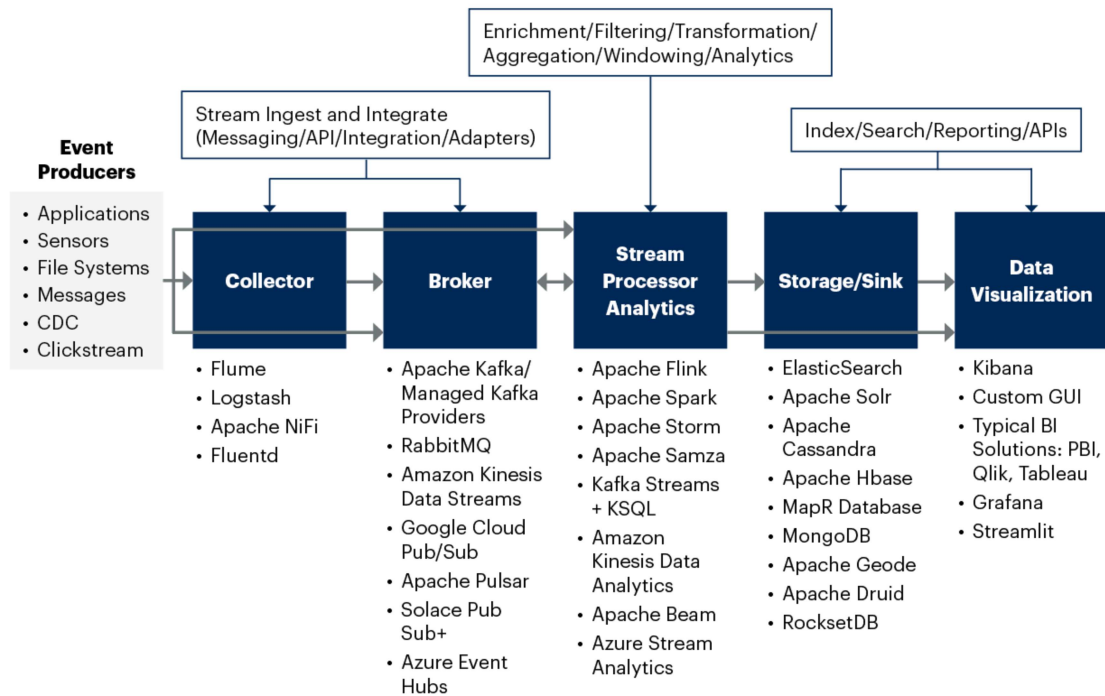 Enrichment/Filtering/Transformation/
Aggregation/Windowing/Analytics
Stream Ingest and Integrate
(Messaging/API/Integration/Adapters)
Index/Search/Reporting/APIs
Event
Producers
• Applications
• Sensors
• File Systems
• Messages
• CDC
• Clickstream
Collector
• Flume
• Logstash
• Apache NiFi
• Fluentd
Broker
• Apache Kafka/
Managed Kafka
Providers
• RabbitMQ
• Amazon Kinesis
Data Streams
• Google Cloud
Pub/Sub
• Apache Pulsar
• Solace Pub
Sub+
• Azure Event
Hubs
Stream
Processor
Analytics
• Apache Flink
• Apache Spark
• Apache Storm
• Apache Samza
• Kafka Streams
+ KSQL
• Amazon
Kinesis Data
Analytics
• Apache Beam
• Azure Stream
Analytics
Storage/Sink
• ElasticSearch
• Apache Solr
• Apache
Cassandra
• Apache Hbase
• MapR Database
• MongoDB
• Apache Geode
• Apache Druid
• RocksetDB
Data
Visualization
• Kibana
• Custom GUI
• Typical BI
Solutions: PBI,
Qlik, Tableau
• Grafana
• Streamlit